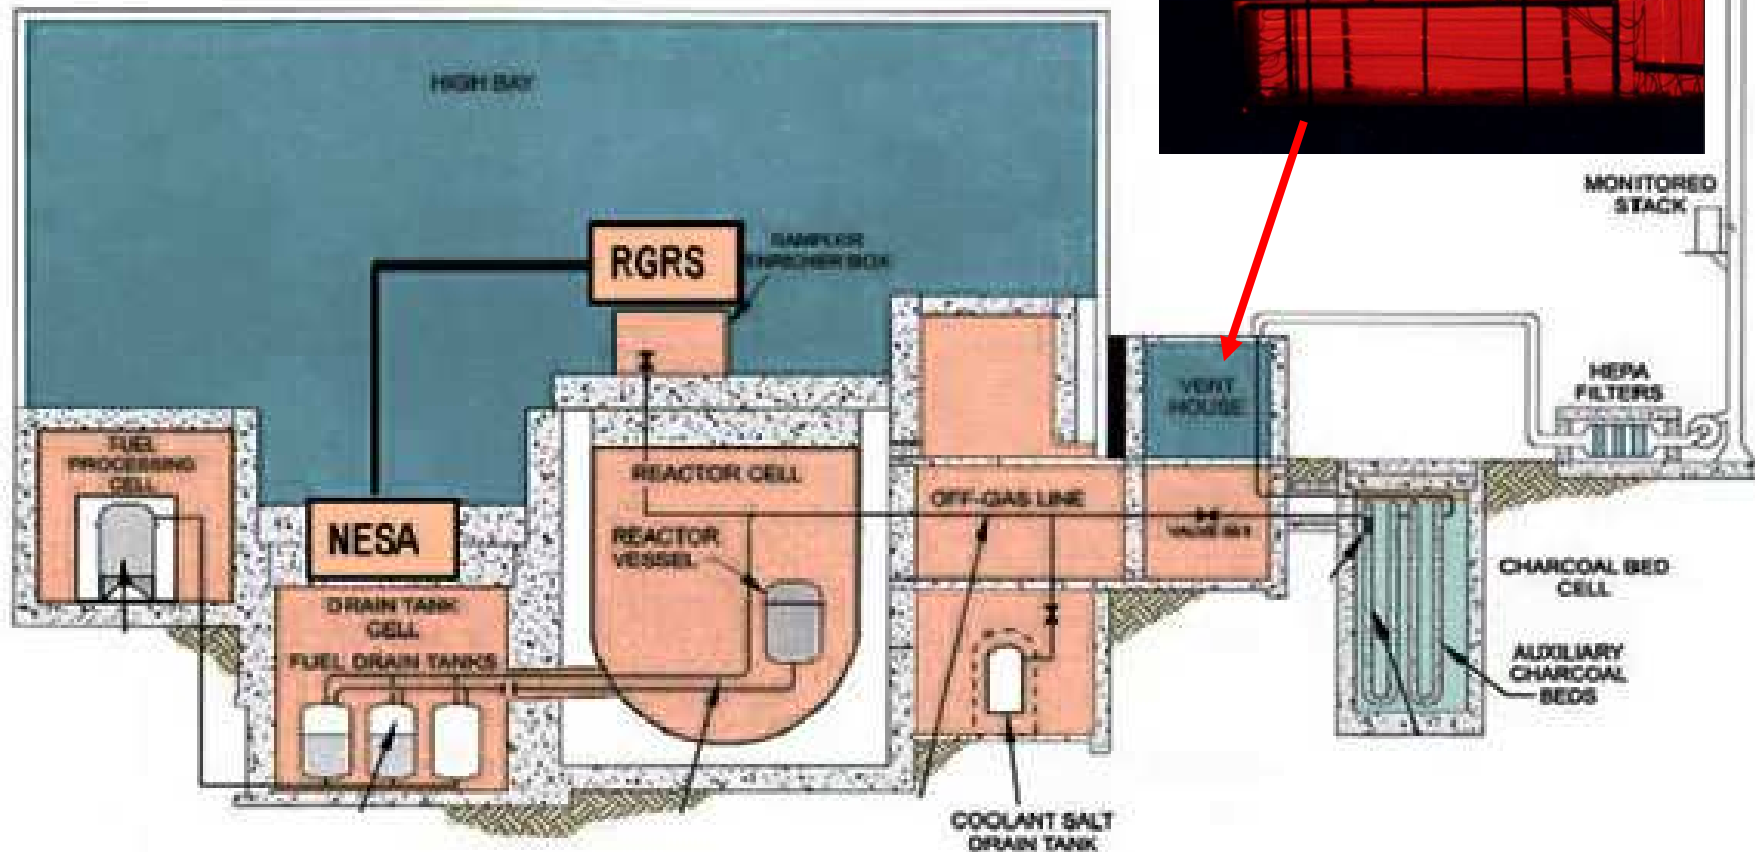 HIGH BAY
MONITORED
STACK
RGRS
SAMPLER
ENRICHER BOX
VENT
HOUSE
HEPA
FILTERS
FUEL
PROCESSING
CELL
REACTOR CELL
OFF-GAS LINE
NESA
REACTOR
VESSEL
CHARCOAL BED
CELL
DRAIN TANK
CELL
FUEL DRAIN TANKS
AUXILIARY
CHARCOAL
BEDS
COOLANT SALT
DRAIN TANK